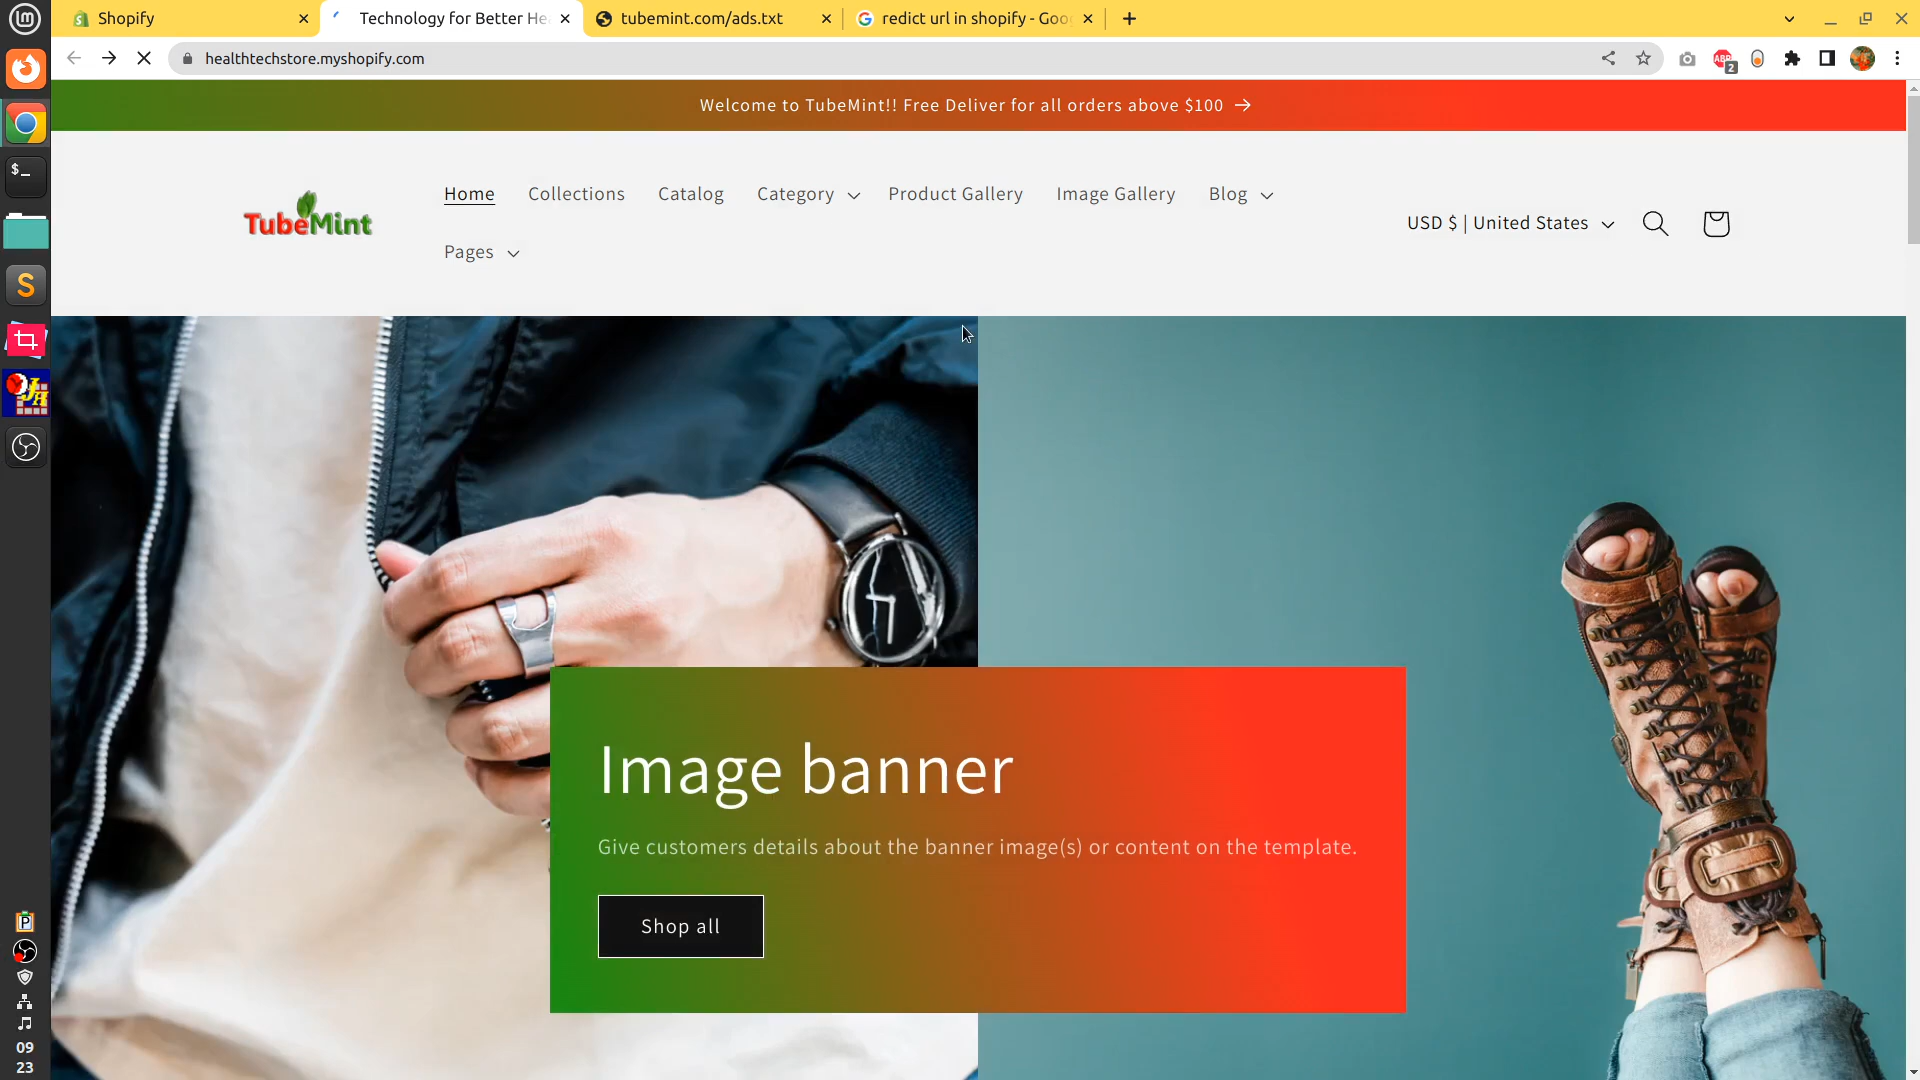 Shopify
Technology for Better He
tubemint.com/ads.txt
redict url in shopify - Goo
healthtechstore.myshopify.com
ABP
2
Welcome to TubeMint!! Free Deliver for all orders above $100 →
TubeMint
Home
Collections
Catalog
Category
Product Gallery
Image Gallery
Blog
Pages
USD $ | United States
Image banner
Give customers details about the banner image(s) or content on the template.
Shop all
09
23